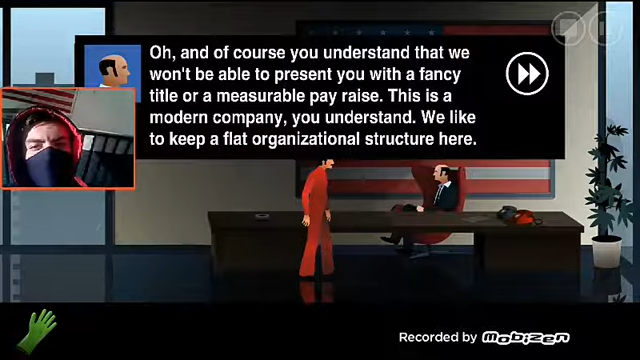 Oh, and of course you understand that we
won't be able to present you with a fancy
title or a measurable pay raise. This is a
modern company, you understand. We like
to keep a flat organizational structure here.
Recorded by mobizen